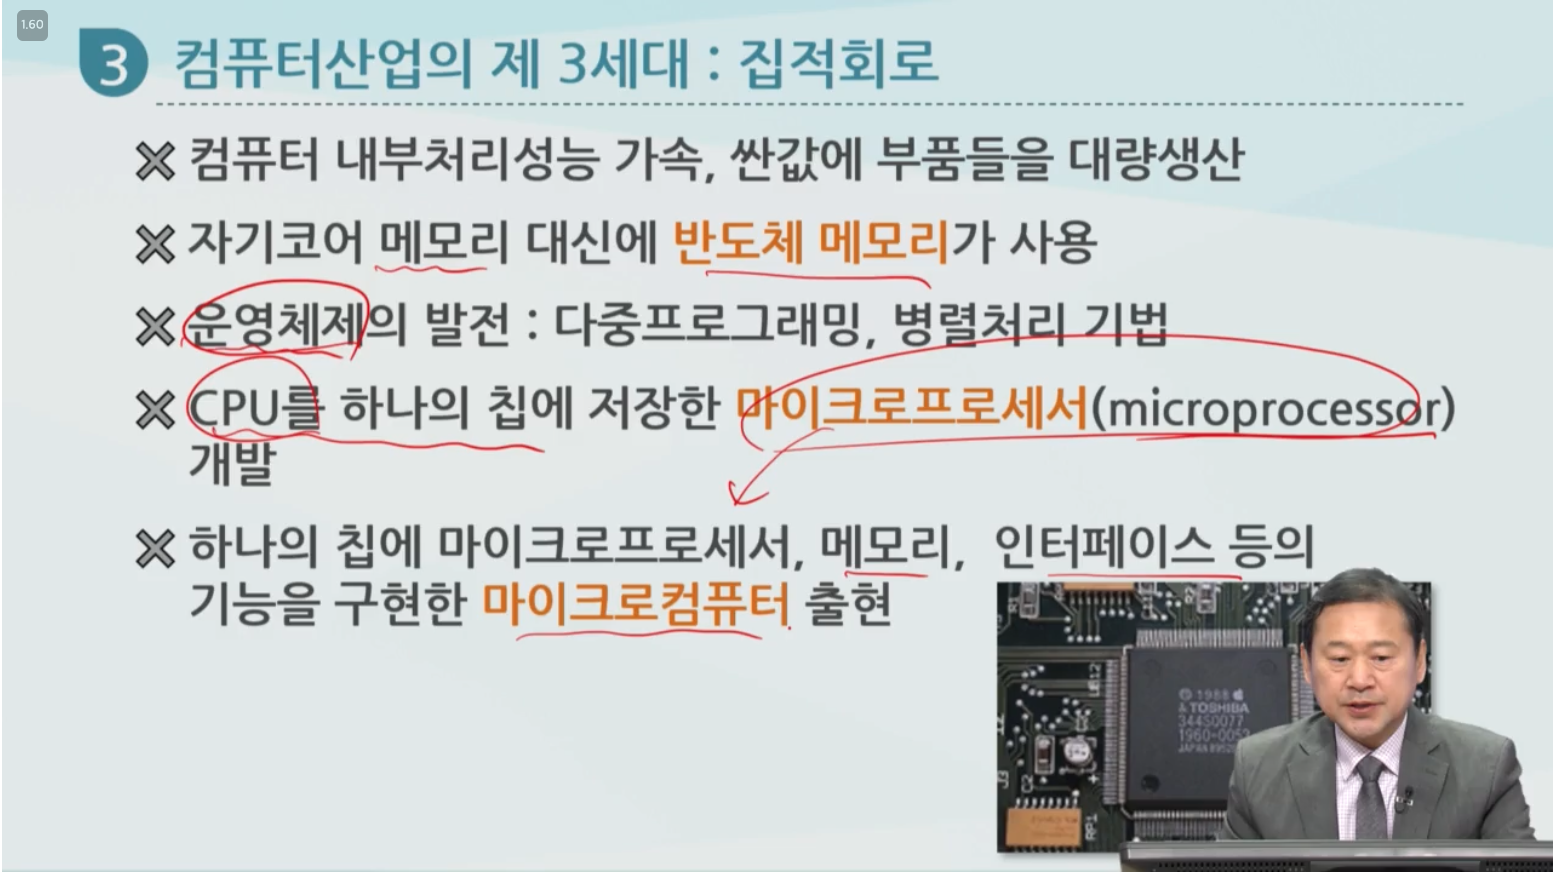 1.60
3 컴퓨터산업의 제 3세대 : 집적회로
컴퓨터 내부처리성능 가속, 싼값에 부품들을 대량생산
자기코어 메모리 대신에 반도체 메모리가 사용
운영체제의 발전 : 다중프로그래밍, 병렬처리 기법
CPU를 하나의 칩에 저장한 마이크로프로세서(microprocessor)
개발
하나의 칩에 마이크로프로세서, 메모리, 인터페이스 등의
기능을 구현한 마이크로컴퓨터 출현
© 1988
& TOSHIBA
344S0077
1960-005
JAPAN
UE12
RP1
J3
C2